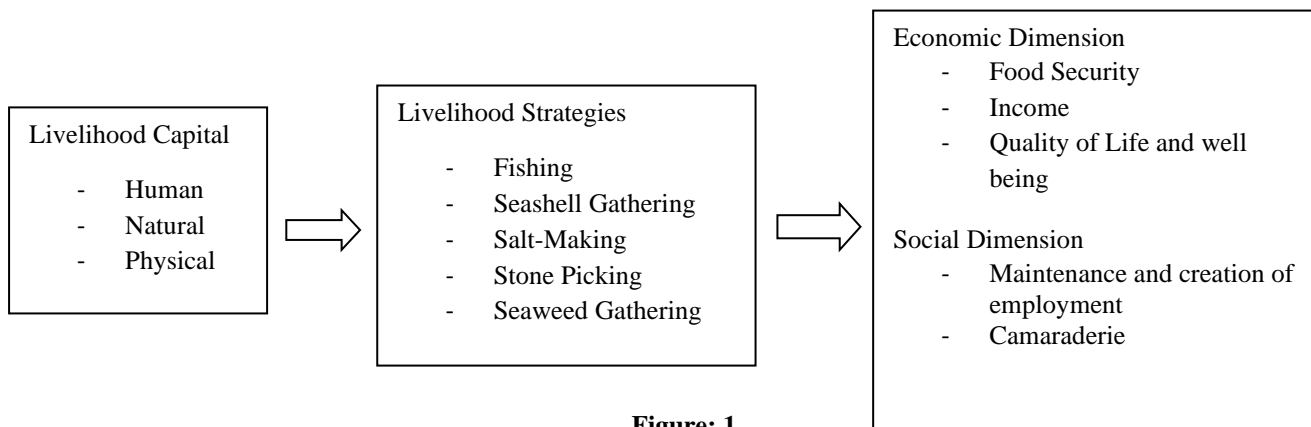 Livelihood Capital
- Human
- Natural
- Physical
Livelihood Strategies
- Fishing
- Seashell Gathering
- Salt-Making
- Stone Picking
- Seaweed Gathering
Economic Dimension
- Food Security
- Income
- Quality of Life and well
being
Social Dimension
- Maintenance and creation of
employment
- Camaraderie
Figure: 1